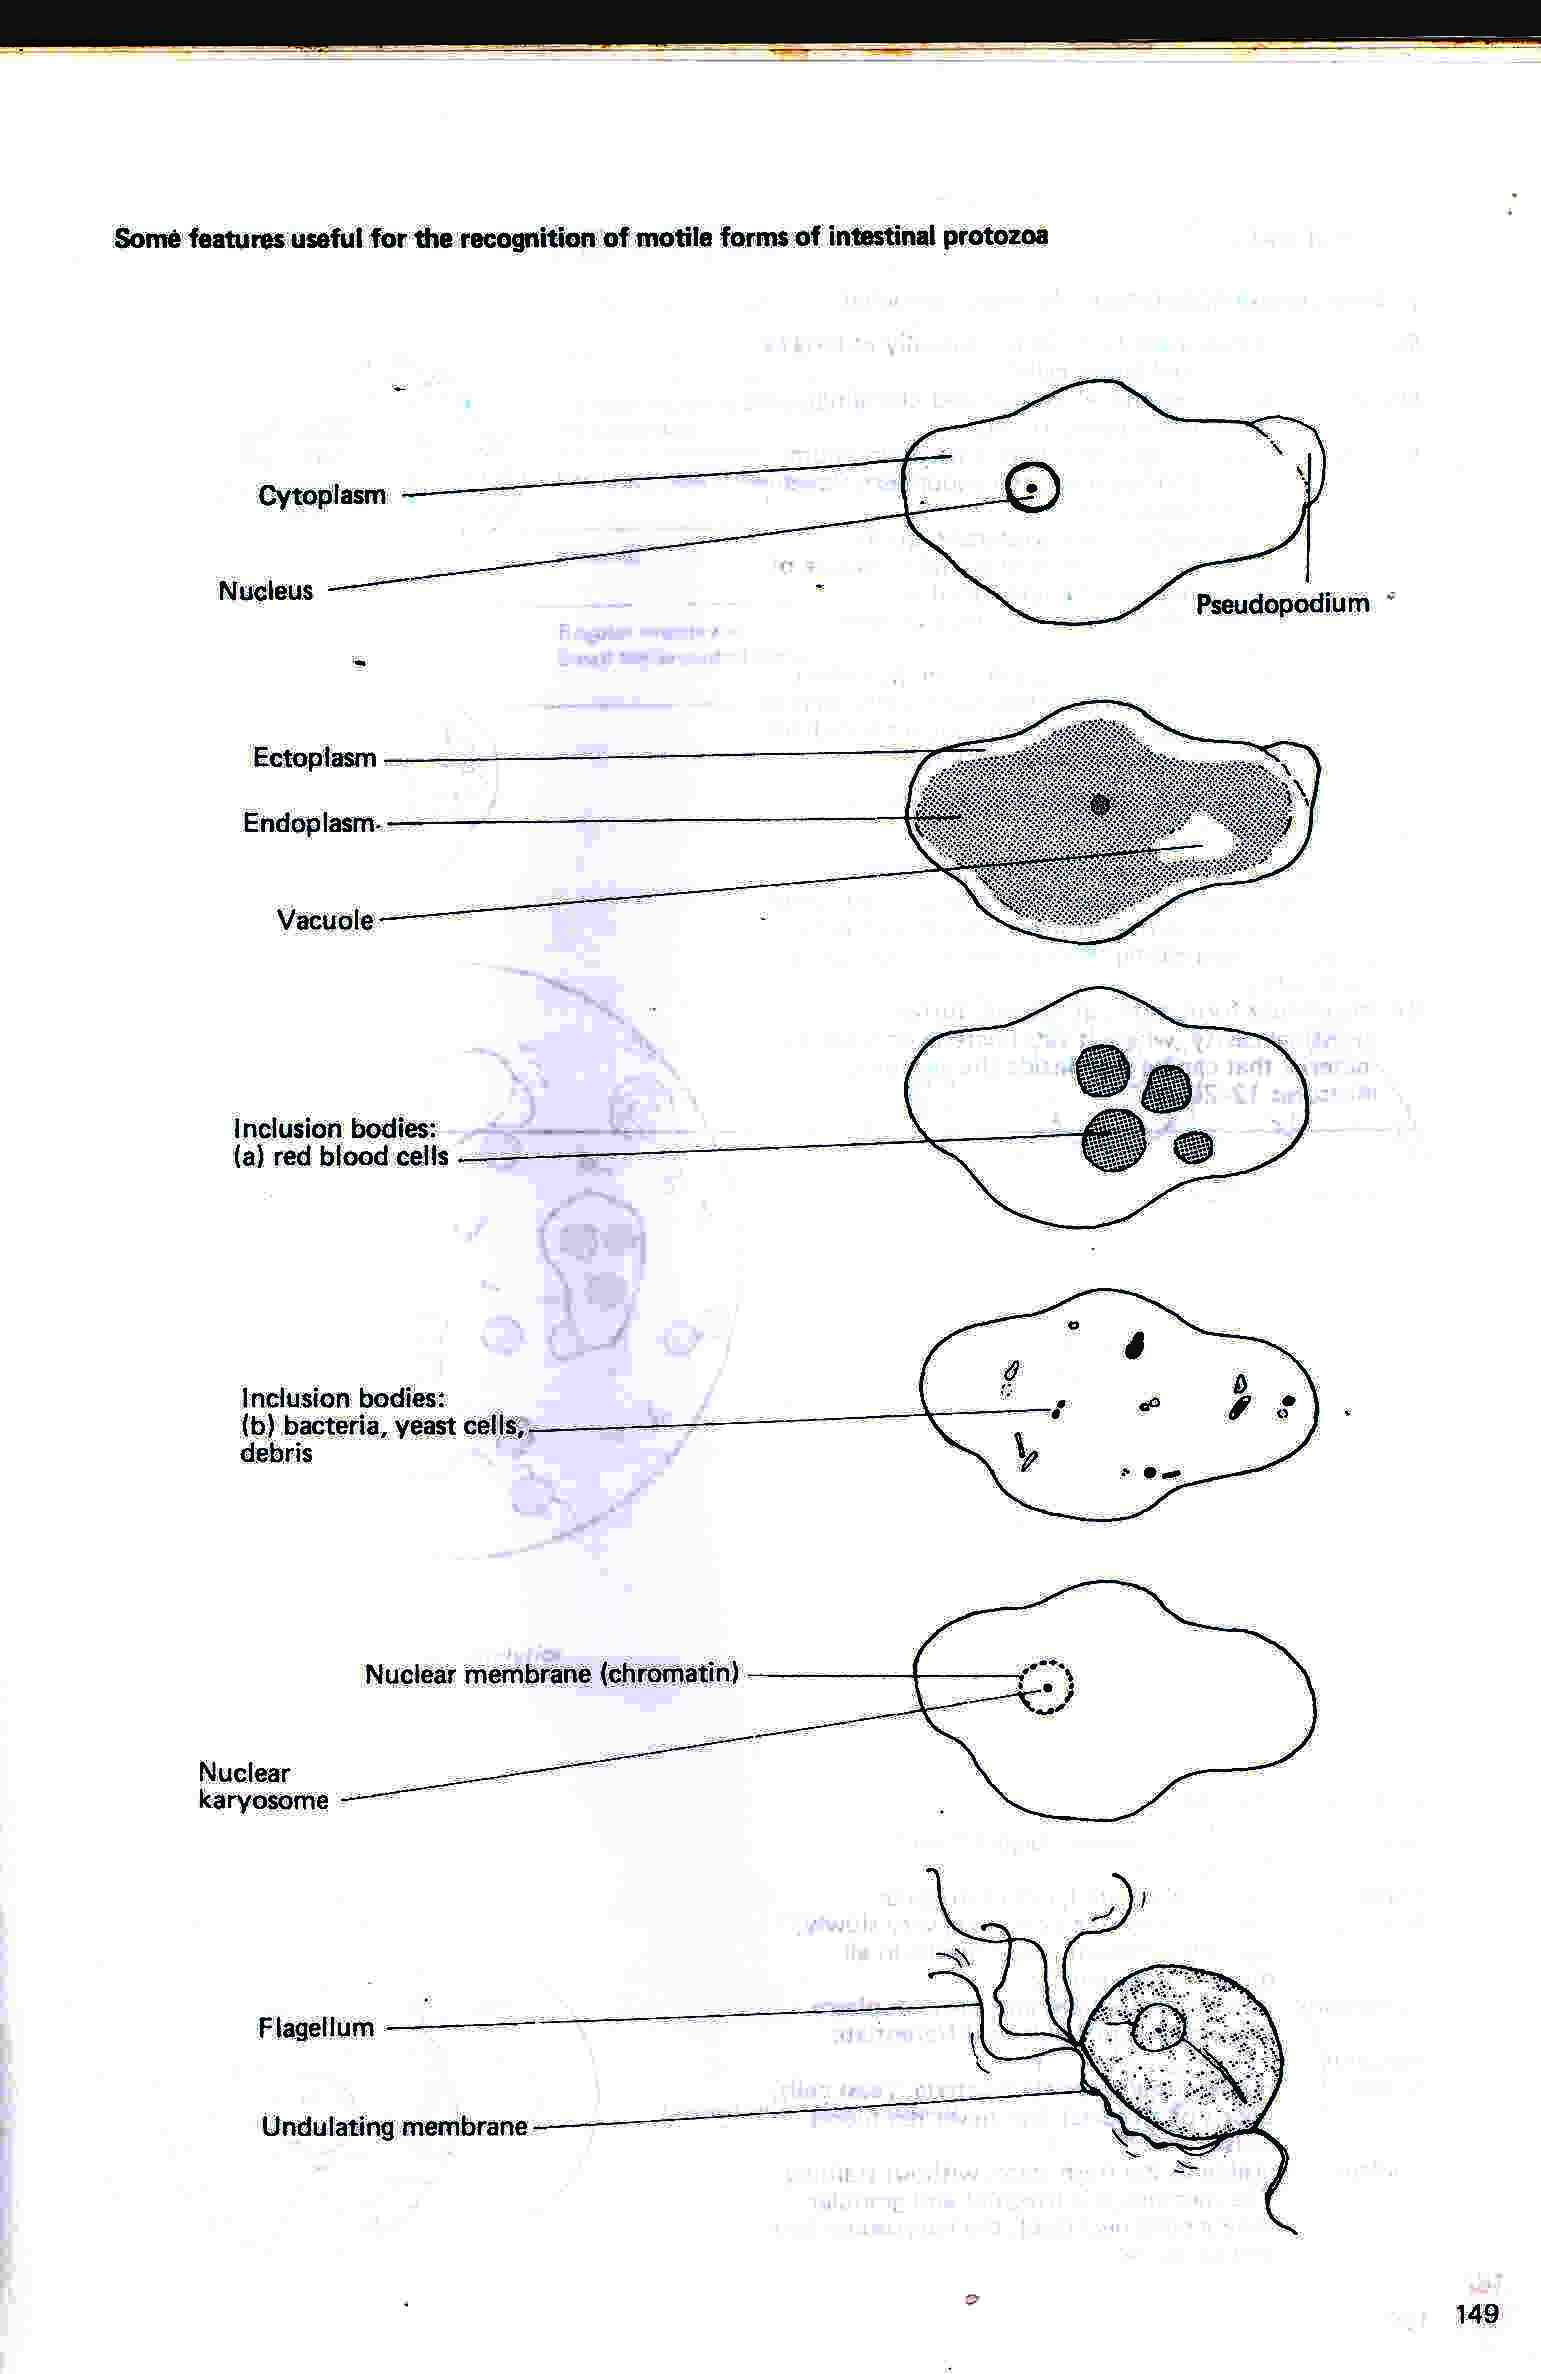 Some features useful for the recognition of motile forms of intestinal protozoa
Cytoplasm
Nucleus
Pseudopodium
Ectoplasm
Endoplasm
Vacuole
Inclusion bodies:
(a) red blood cells
Inclusion bodies:
(b) bacteria, yeast cells,
debris
Nuclear membrane (chromatin)
Nuclear
karyosome
Flagellum
Undulating membrane
149